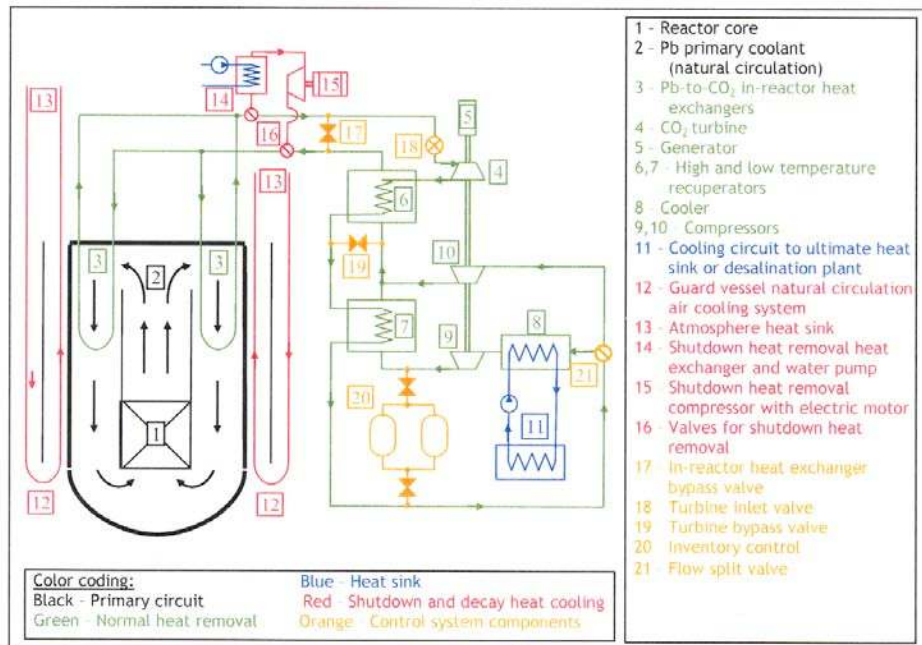 13
14
15
16
17
18
5
4
13
6
3
2
3
19
10
7
9
8
21
20
1
11
12
12
Color coding:
Black - Primary circuit
Green - Normal heat removal
Blue - Heat sink
Red - Shutdown and decay heat cooling
Orange - Control system components
1 - Reactor core
2 - Pb primary coolant
(natural circulation)
3 - Pb-to-CO₂ in-reactor heat
exchangers
4 - CO₂ turbine
5 - Generator
6,7 - High and low temperature
recuperators
8 - Cooler
9,10 - Compressors
11 - Cooling circuit to ultimate heat
sink or desalination plant
12 - Guard vessel natural circulation
air cooling system
13 - Atmosphere heat sink
14 - Shutdown heat removal heat
exchanger and water pump
15 - Shutdown heat removal
compressor with electric motor
16 - Valves for shutdown heat
removal
17 - In-reactor heat exchanger
bypass valve
18 - Turbine inlet valve
19 - Turbine bypass valve
20 - Inventory control
21 - Flow split valve